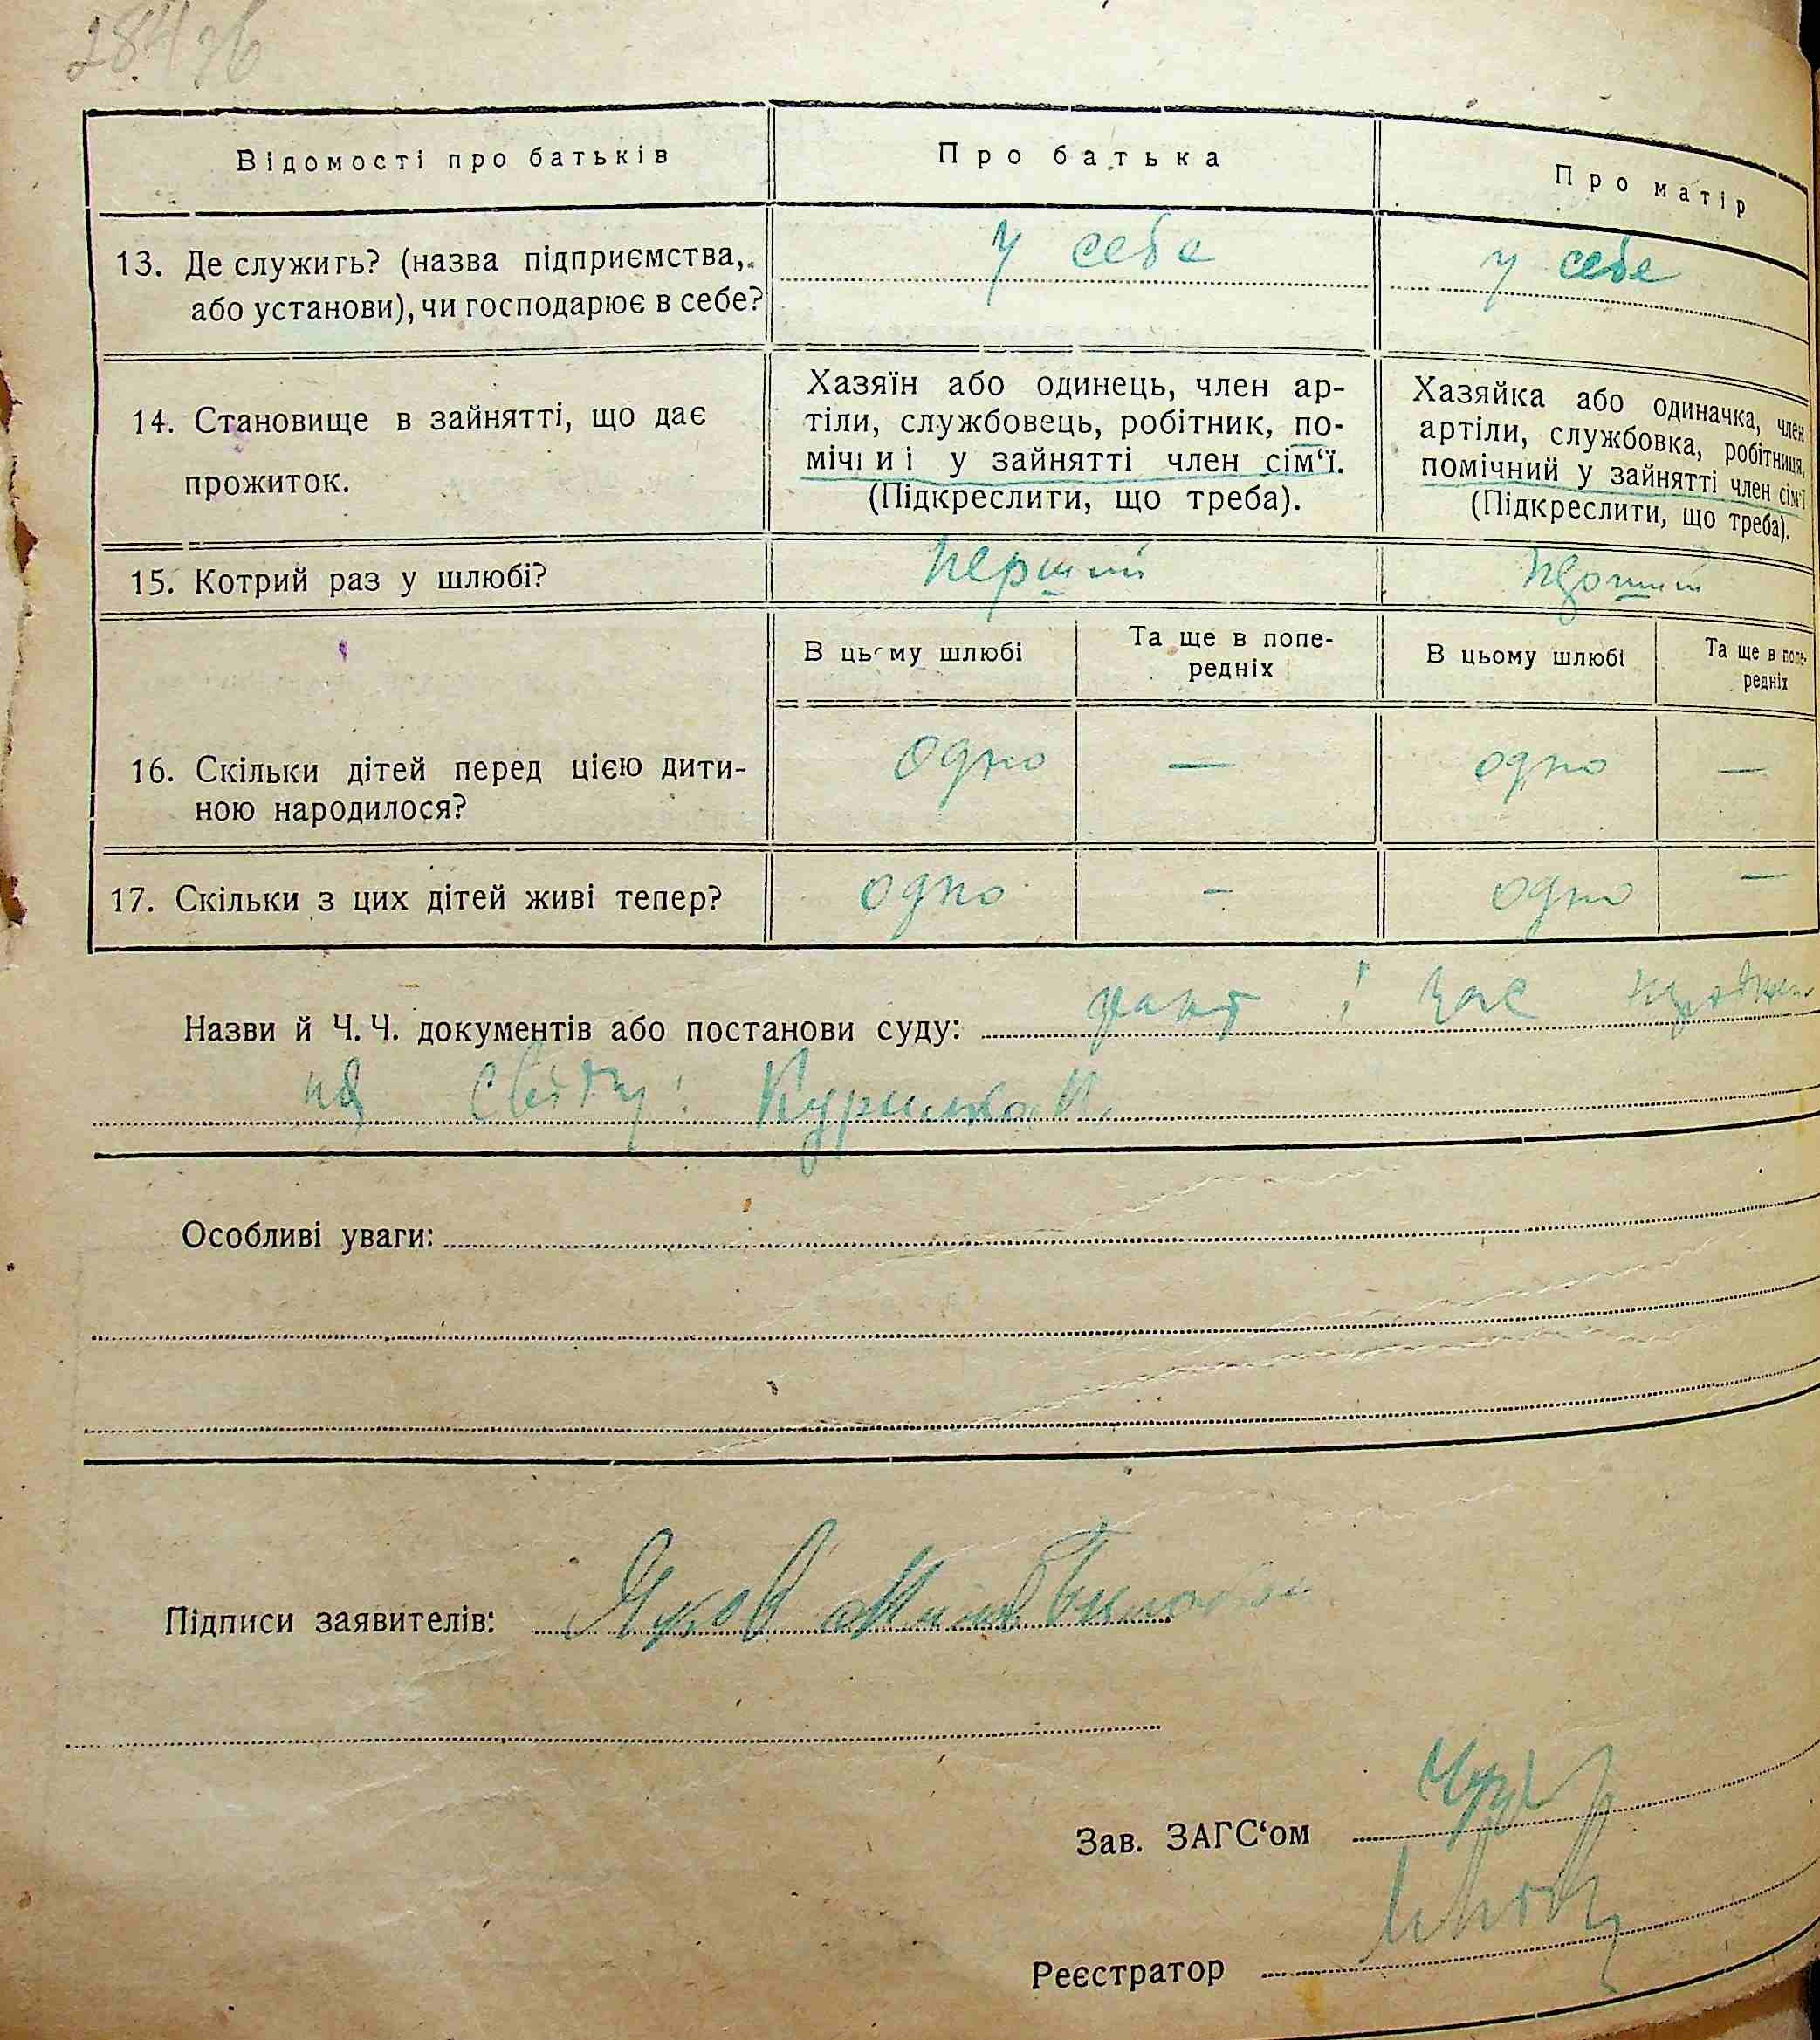 284 зб
Відомості про батьків
Про батька
Про матір
13. Де служить? (назва підприємства,
або установи), чи господарює в себе?
у себе
у себе
14. Становище в зайнятті, що дає
прожиток.
Хазяїн або одинець, член ар-
тіли, службовець, робітник, по-
мічний у зайнятті член сім‘ї.
(Підкреслити, що треба).
Хазяйка або одиначка, член
артіли, службовка, робітниця,
помічний у зайнятті член сім‘ї
(Підкреслити, що треба).
15. Котрий раз у шлюбі?
перший
перший
В цьому шлюбі
Та ще в попе-
редніх
В цьому шлюбі
Та ще в попе-
редніх
16. Скільки дітей перед цією дити-
ною народилося?
одно
—
одно
—
17. Скільки з цих дітей живі тепер?
одно
—
одно
—
Назви й Ч. Ч. документів або постанови суду: факт і час
Особливі уваги:
Підписи заявителів: Яков
Зав. ЗАГС‘ом
Реєстратор